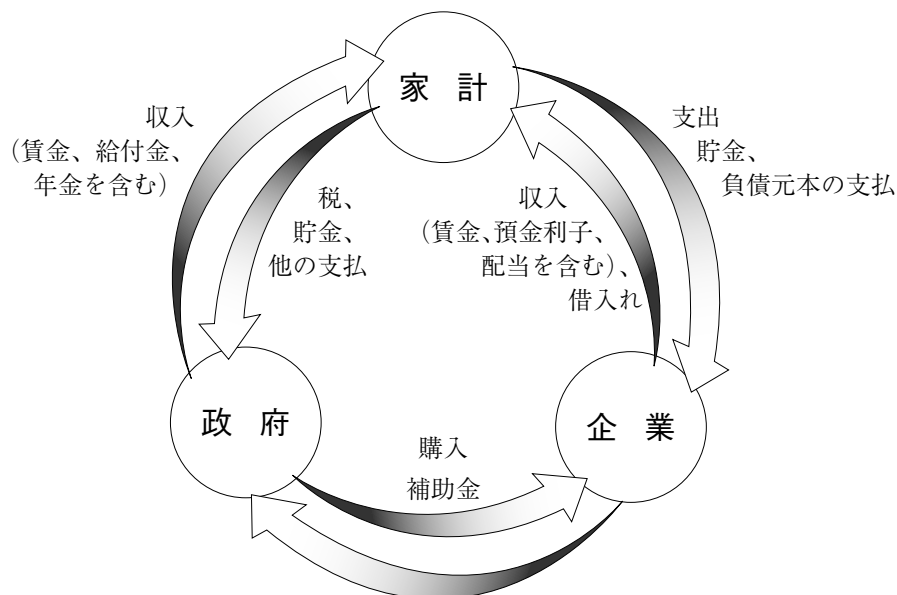 家 計
収入
（賃金、給付金、
年金を含む）
支出
貯金、
負債元本の支払
税、
貯金、
他の支払
収入
（賃金、預金利子、
配当を含む）、
借入れ
政 府
企 業
購入
補助金